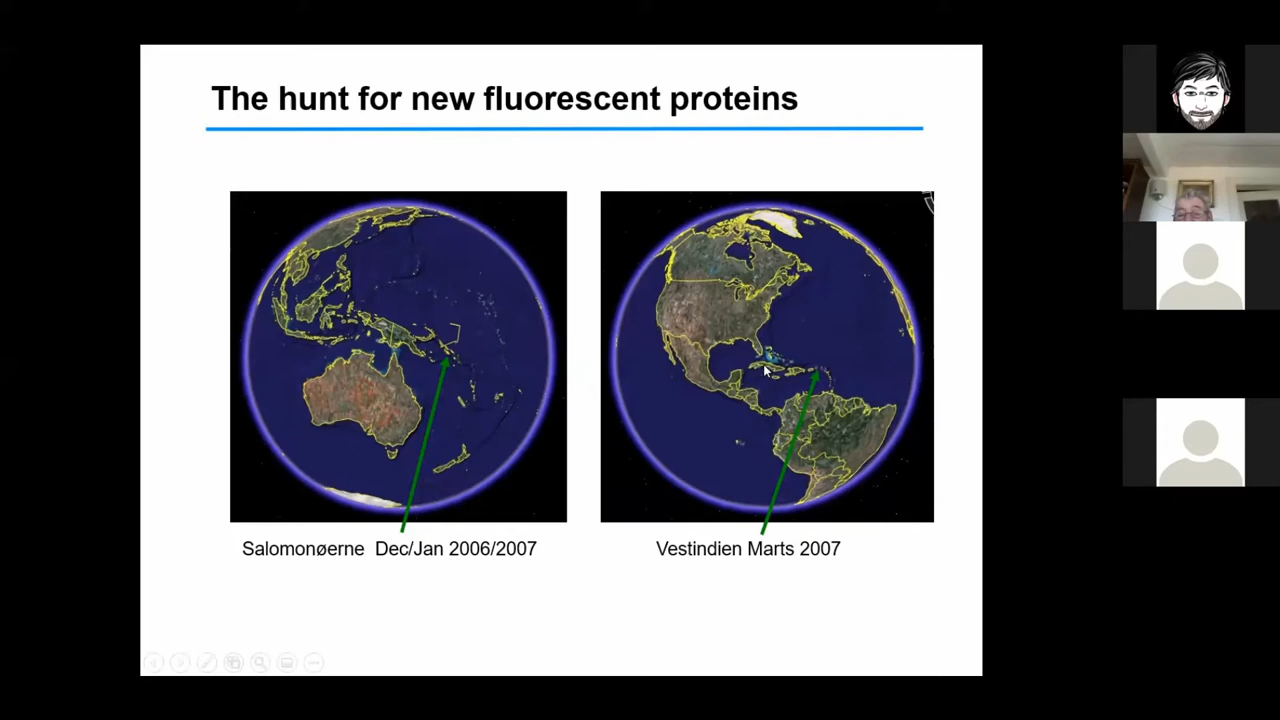 The hunt for new fluorescent proteins
Salomonøerne  Dec/Jan 2006/2007
Vestindien Marts 2007